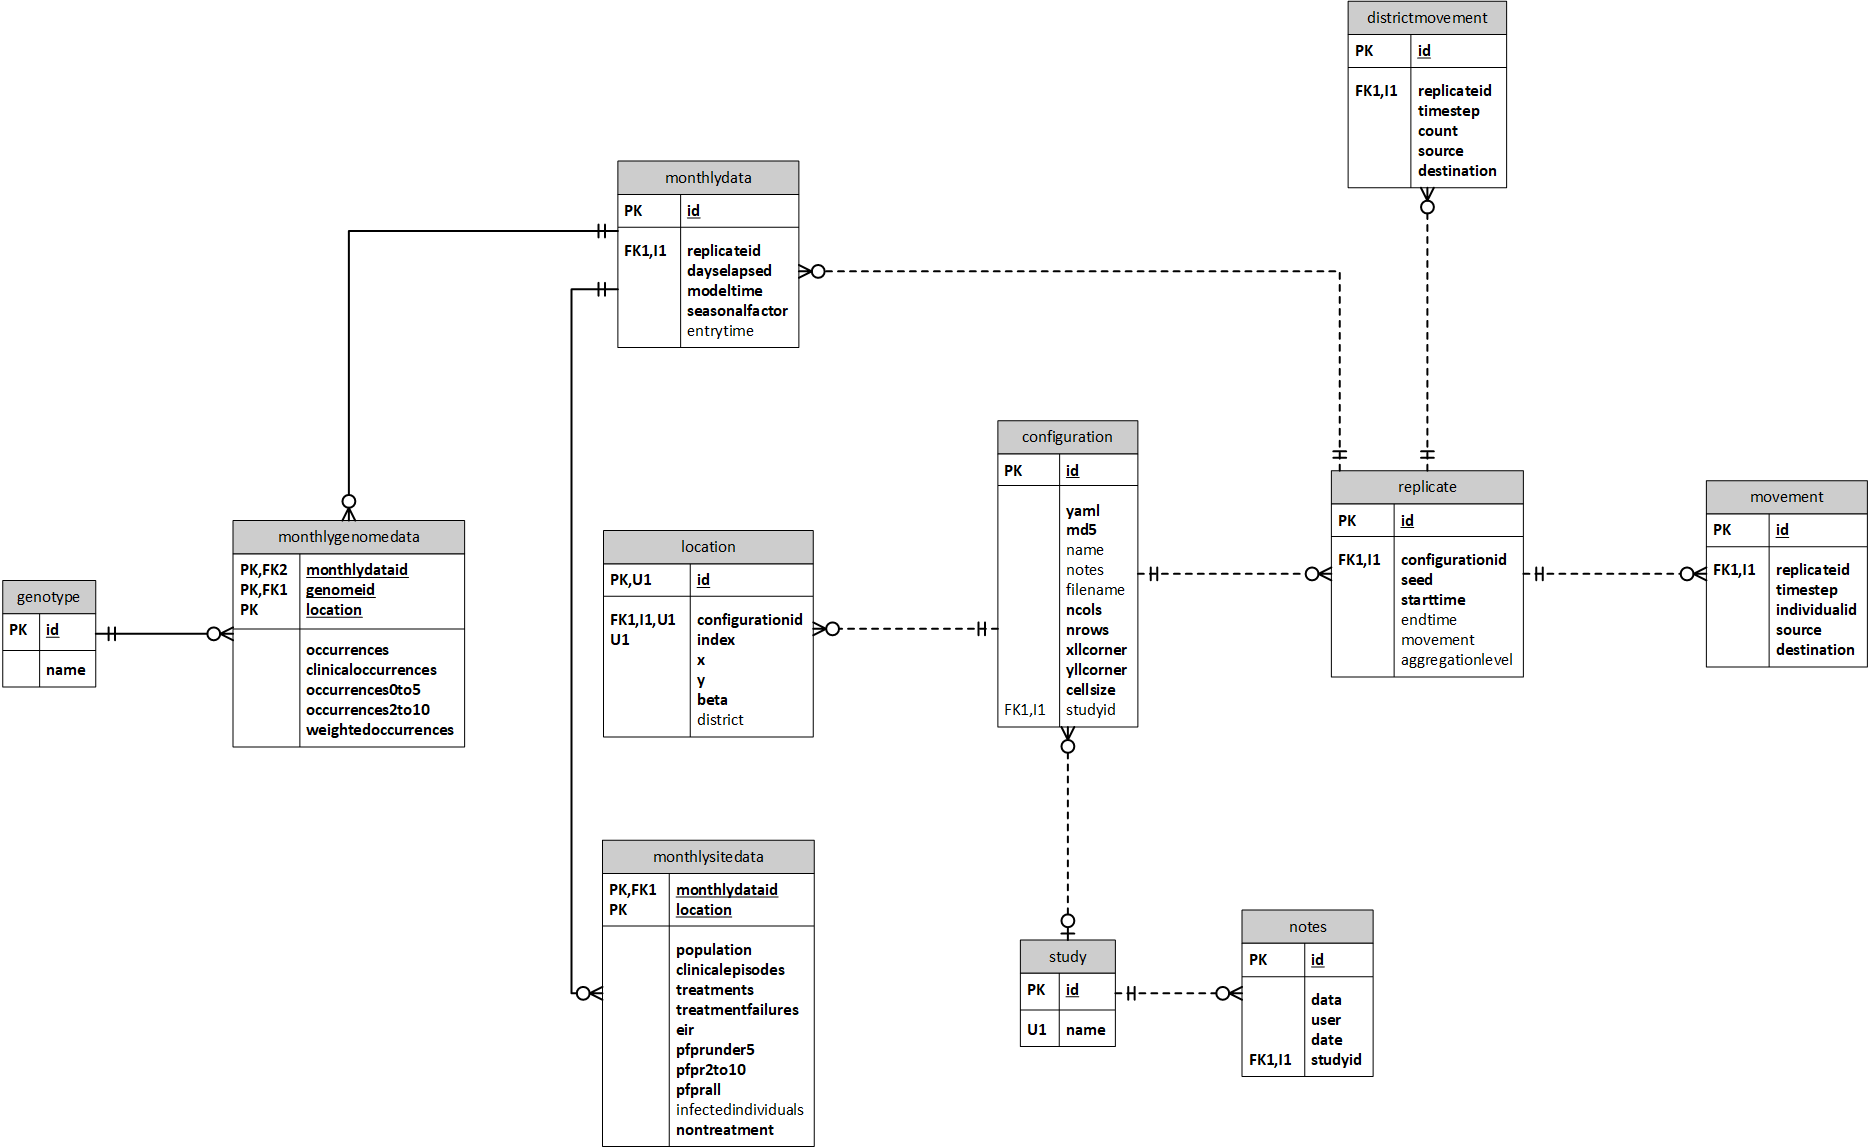 districtmovement
PK id
FK1,I1 replicateid
timestep
count
source
destination
monthlydata
PK id
FK1,I1 replicateid
dayselapsed
modeltime
seasonalfactor
entrytime
configuration
PK id
yaml
md5
name
notes
filename
ncols
nrows
xllcorner
yllcorner
cellsize
FK1,I1 studyid
replicate
PK id
FK1,I1 configurationid
seed
starttime
endtime
movement
aggregationlevel
movement
PK id
FK1,I1 replicateid
timestep
individualid
source
destination
monthlygenomedata
PK,FK2 monthlydataid
PK,FK1 genomeid
PK location
occurrences
clinicaloccurrences
occurrences0to5
occurrences2to10
weightedoccurrences
location
PK,U1 id
FK1,I1,U1 configurationid
U1 index
x
y
beta
district
genotype
PK id
name
monthlysitedata
PK,FK1 monthlydataid
PK location
population
clinicalepisodes
treatments
treatmentfailures
eir
pfprunder5
pfpr2to10
pfprall
infectedindividuals
nontreatment
study
PK id
U1 name
notes
PK id
data
user
date
FK1,I1 studyid